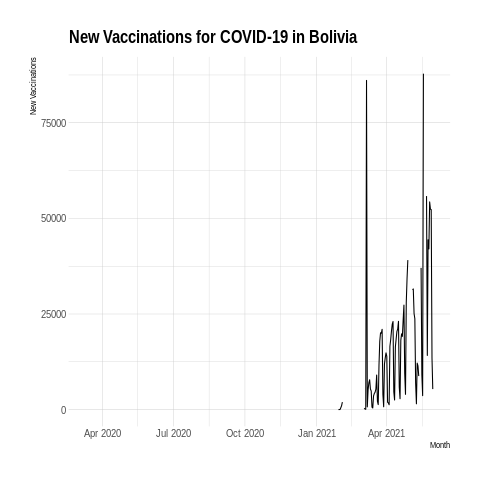 New Vaccinations for COVID-19 in Bolivia
New Vaccinations
75000
50000
25000
0
Apr 2020 Jul 2020 Oct 2020 Jan 2021 Apr 2021
Month